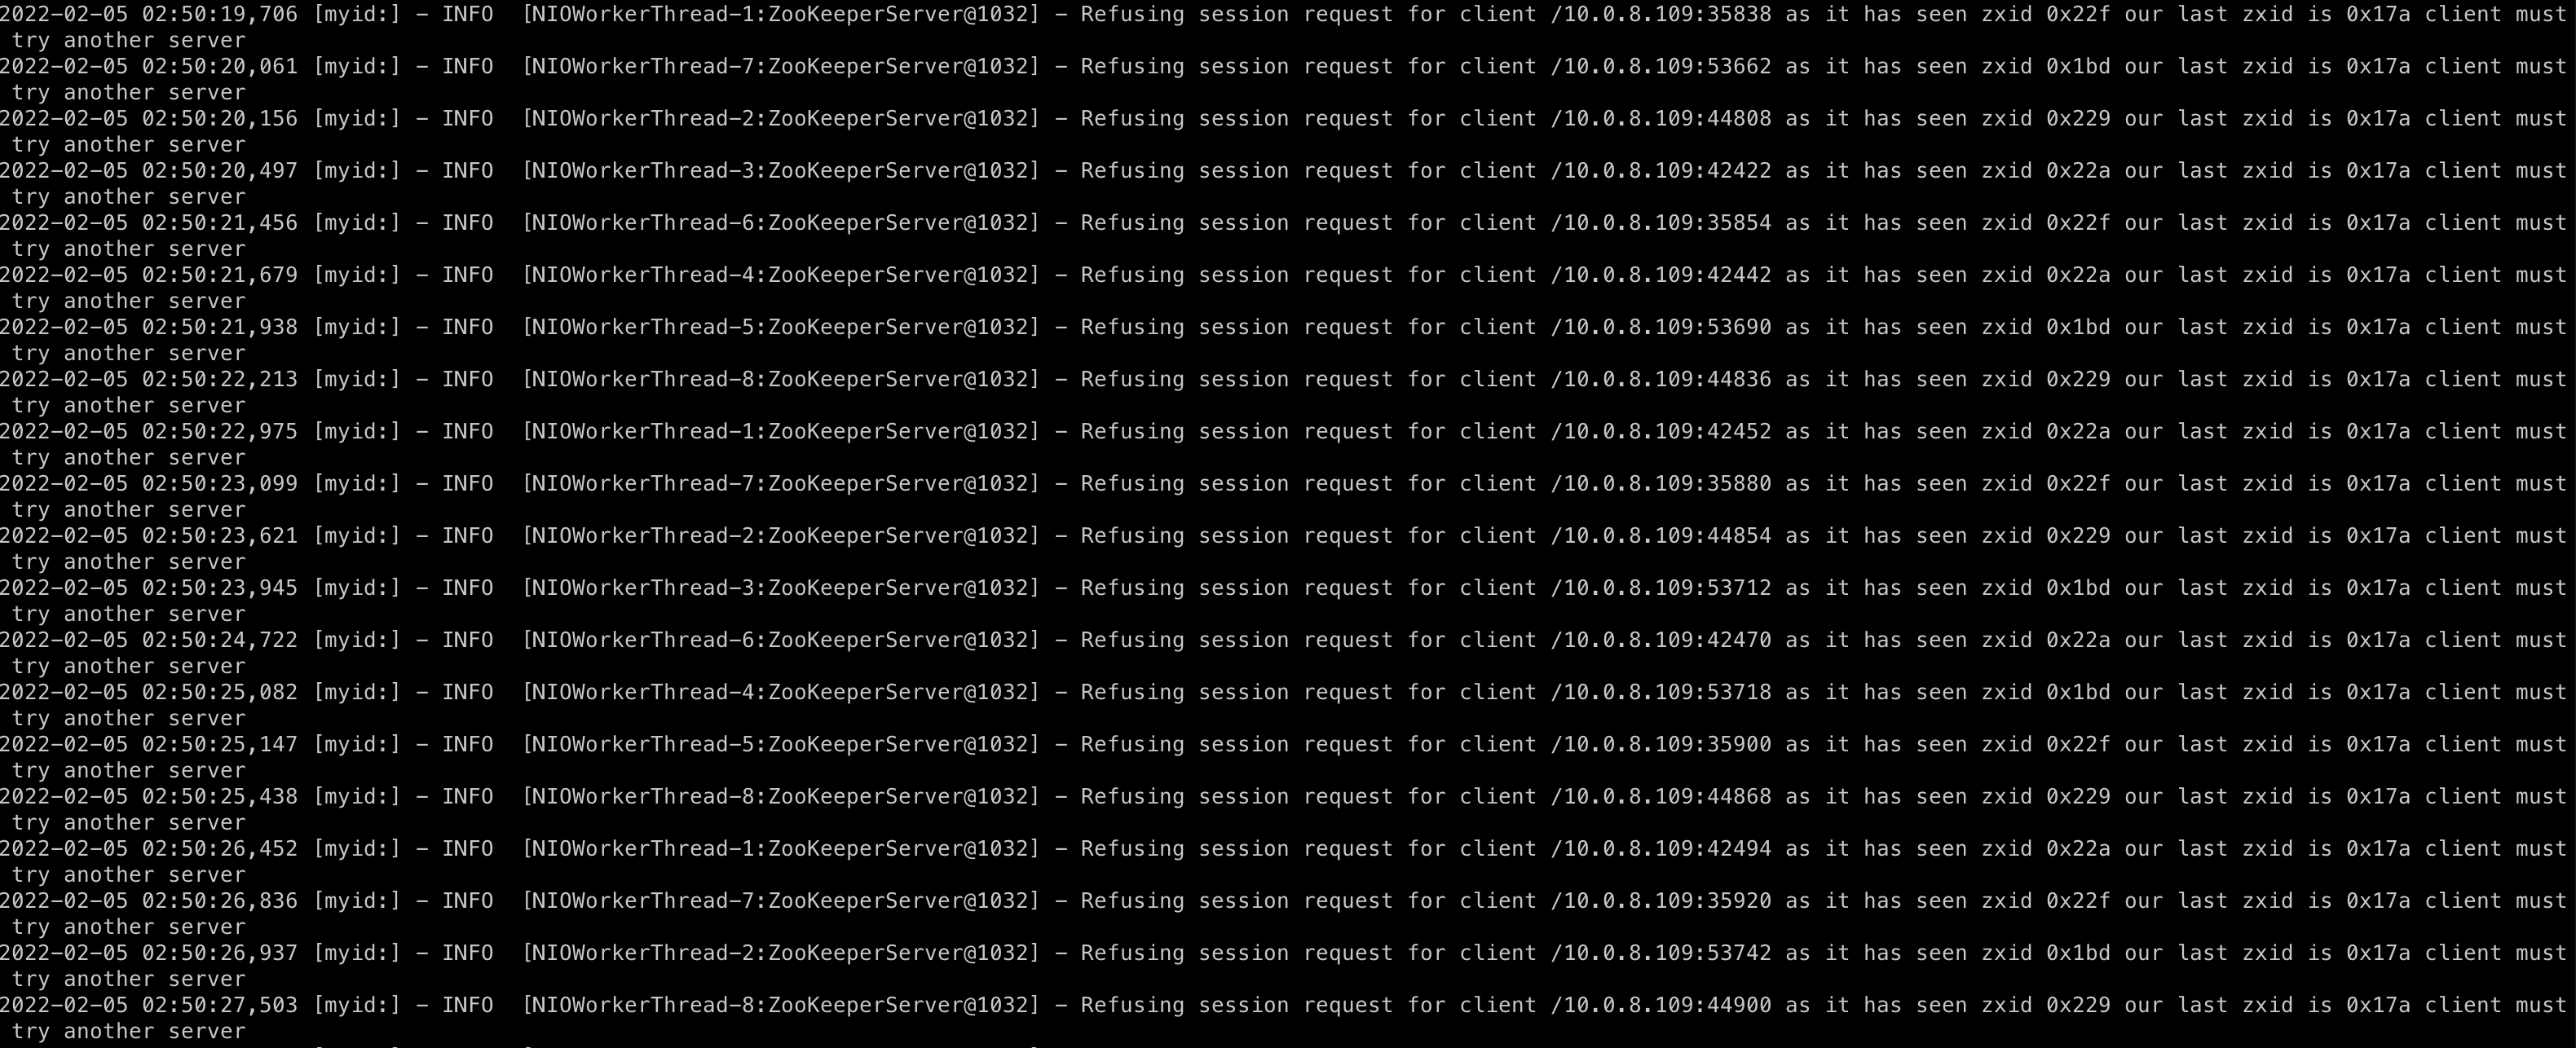 2022-02-05 02:50:19,706 [myid:] - INFO  [NIOWorkerThread-1:ZooKeeperServer@1032] - Refusing session request for client /10.0.8.109:35838 as it has seen zxid 0x22f our last zxid is 0x17a client must
try another server
2022-02-05 02:50:20,061 [myid:] - INFO  [NIOWorkerThread-7:ZooKeeperServer@1032] - Refusing session request for client /10.0.8.109:53662 as it has seen zxid 0x1bd our last zxid is 0x17a client must
try another server
2022-02-05 02:50:20,156 [myid:] - INFO  [NIOWorkerThread-2:ZooKeeperServer@1032] - Refusing session request for client /10.0.8.109:44808 as it has seen zxid 0x229 our last zxid is 0x17a client must
try another server
2022-02-05 02:50:20,497 [myid:] - INFO  [NIOWorkerThread-3:ZooKeeperServer@1032] - Refusing session request for client /10.0.8.109:42422 as it has seen zxid 0x22a our last zxid is 0x17a client must
try another server
2022-02-05 02:50:21,456 [myid:] - INFO  [NIOWorkerThread-6:ZooKeeperServer@1032] - Refusing session request for client /10.0.8.109:35854 as it has seen zxid 0x22f our last zxid is 0x17a client must
try another server
2022-02-05 02:50:21,679 [myid:] - INFO  [NIOWorkerThread-4:ZooKeeperServer@1032] - Refusing session request for client /10.0.8.109:42442 as it has seen zxid 0x22a our last zxid is 0x17a client must
try another server
2022-02-05 02:50:21,938 [myid:] - INFO  [NIOWorkerThread-5:ZooKeeperServer@1032] - Refusing session request for client /10.0.8.109:53690 as it has seen zxid 0x1bd our last zxid is 0x17a client must
try another server
2022-02-05 02:50:22,213 [myid:] - INFO  [NIOWorkerThread-8:ZooKeeperServer@1032] - Refusing session request for client /10.0.8.109:44836 as it has seen zxid 0x229 our last zxid is 0x17a client must
try another server
2022-02-05 02:50:22,975 [myid:] - INFO  [NIOWorkerThread-1:ZooKeeperServer@1032] - Refusing session request for client /10.0.8.109:42452 as it has seen zxid 0x22a our last zxid is 0x17a client must
try another server
2022-02-05 02:50:23,099 [myid:] - INFO  [NIOWorkerThread-7:ZooKeeperServer@1032] - Refusing session request for client /10.0.8.109:35880 as it has seen zxid 0x22f our last zxid is 0x17a client must
try another server
2022-02-05 02:50:23,621 [myid:] - INFO  [NIOWorkerThread-2:ZooKeeperServer@1032] - Refusing session request for client /10.0.8.109:44854 as it has seen zxid 0x229 our last zxid is 0x17a client must
try another server
2022-02-05 02:50:23,945 [myid:] - INFO  [NIOWorkerThread-3:ZooKeeperServer@1032] - Refusing session request for client /10.0.8.109:53712 as it has seen zxid 0x1bd our last zxid is 0x17a client must
try another server
2022-02-05 02:50:24,722 [myid:] - INFO  [NIOWorkerThread-6:ZooKeeperServer@1032] - Refusing session request for client /10.0.8.109:42470 as it has seen zxid 0x22a our last zxid is 0x17a client must
try another server
2022-02-05 02:50:25,082 [myid:] - INFO  [NIOWorkerThread-4:ZooKeeperServer@1032] - Refusing session request for client /10.0.8.109:53718 as it has seen zxid 0x1bd our last zxid is 0x17a client must
try another server
2022-02-05 02:50:25,147 [myid:] - INFO  [NIOWorkerThread-5:ZooKeeperServer@1032] - Refusing session request for client /10.0.8.109:35900 as it has seen zxid 0x22f our last zxid is 0x17a client must
try another server
2022-02-05 02:50:25,438 [myid:] - INFO  [NIOWorkerThread-8:ZooKeeperServer@1032] - Refusing session request for client /10.0.8.109:44868 as it has seen zxid 0x229 our last zxid is 0x17a client must
try another server
2022-02-05 02:50:26,452 [myid:] - INFO  [NIOWorkerThread-1:ZooKeeperServer@1032] - Refusing session request for client /10.0.8.109:42494 as it has seen zxid 0x22a our last zxid is 0x17a client must
try another server
2022-02-05 02:50:26,836 [myid:] - INFO  [NIOWorkerThread-7:ZooKeeperServer@1032] - Refusing session request for client /10.0.8.109:35920 as it has seen zxid 0x22f our last zxid is 0x17a client must
try another server
2022-02-05 02:50:26,937 [myid:] - INFO  [NIOWorkerThread-2:ZooKeeperServer@1032] - Refusing session request for client /10.0.8.109:53742 as it has seen zxid 0x1bd our last zxid is 0x17a client must
try another server
2022-02-05 02:50:27,503 [myid:] - INFO  [NIOWorkerThread-8:ZooKeeperServer@1032] - Refusing session request for client /10.0.8.109:44900 as it has seen zxid 0x229 our last zxid is 0x17a client must
try another server